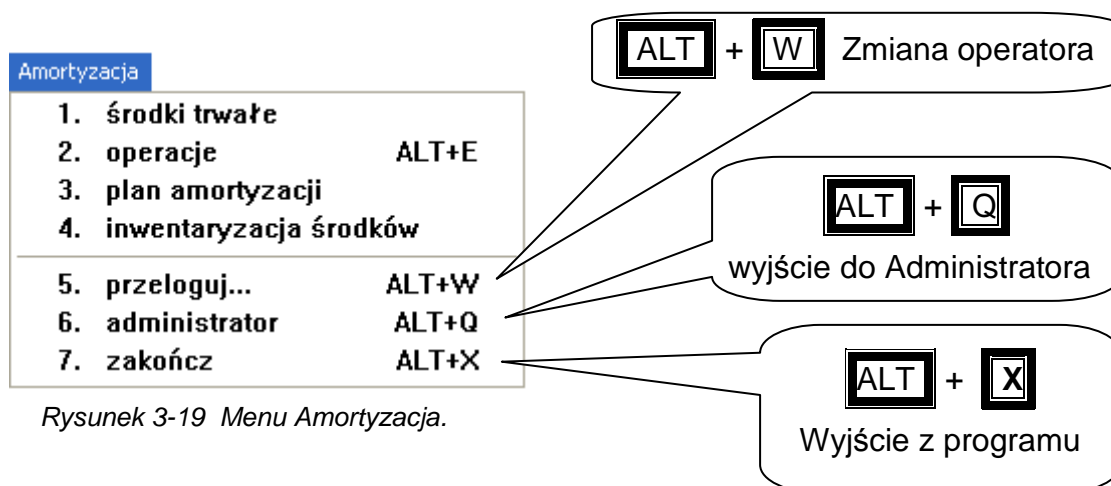 Amortyzacja
1. środki trwałe
2. operacje ALT+E
3. plan amortyzacji
4. inwentaryzacja środków
5. przeloguj... ALT+W
6. administrator ALT+Q
7. zakończ ALT+X
Rysunek 3-19 Menu Amortyzacja.
ALT + W Zmiana operatora
ALT + Q
wyjście do Administratora
ALT + X
Wyjście z programu